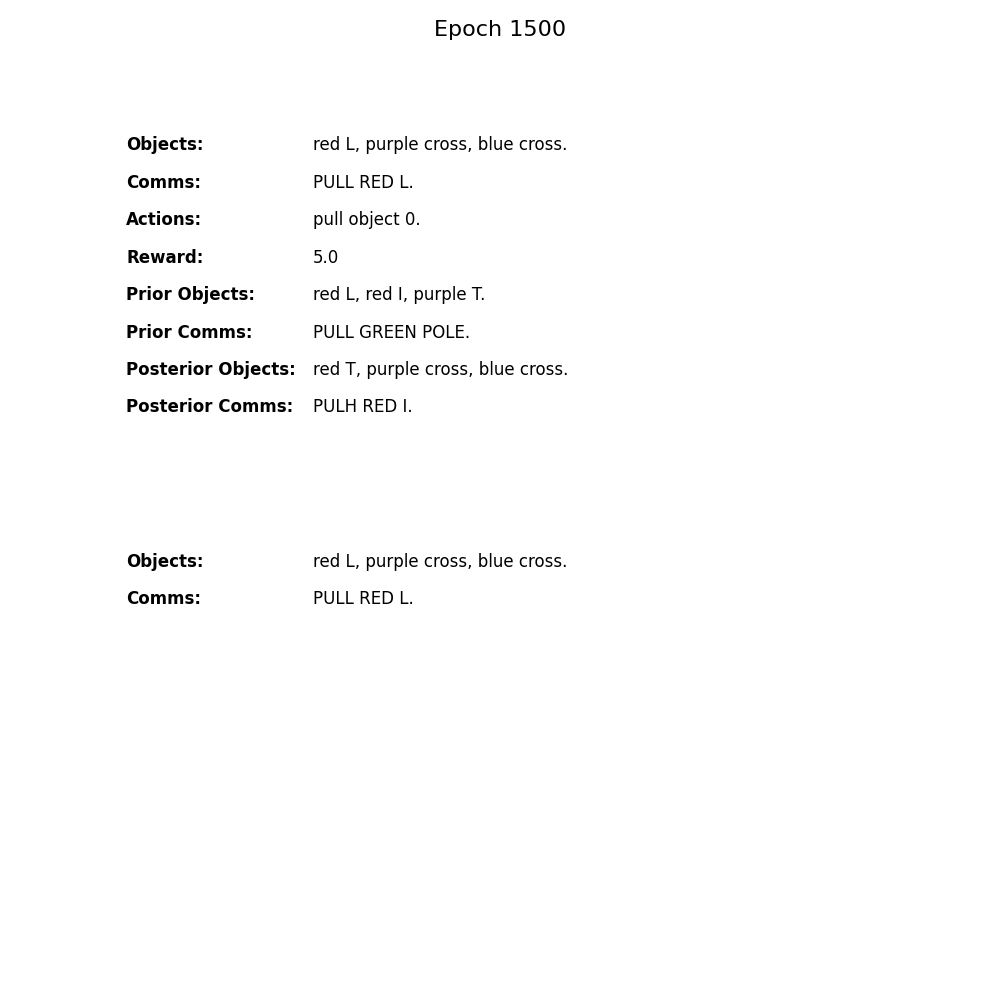 Epoch 1500
Objects: red L, purple cross, blue cross.
Comms: PULL RED L.
Actions: pull object 0.
Reward: 5.0
Prior Objects: red L, red I, purple T.
Prior Comms: PULL GREEN POLE.
Posterior Objects: red T, purple cross, blue cross.
Posterior Comms: PULH RED I.
Objects: red L, purple cross, blue cross.
Comms: PULL RED L.